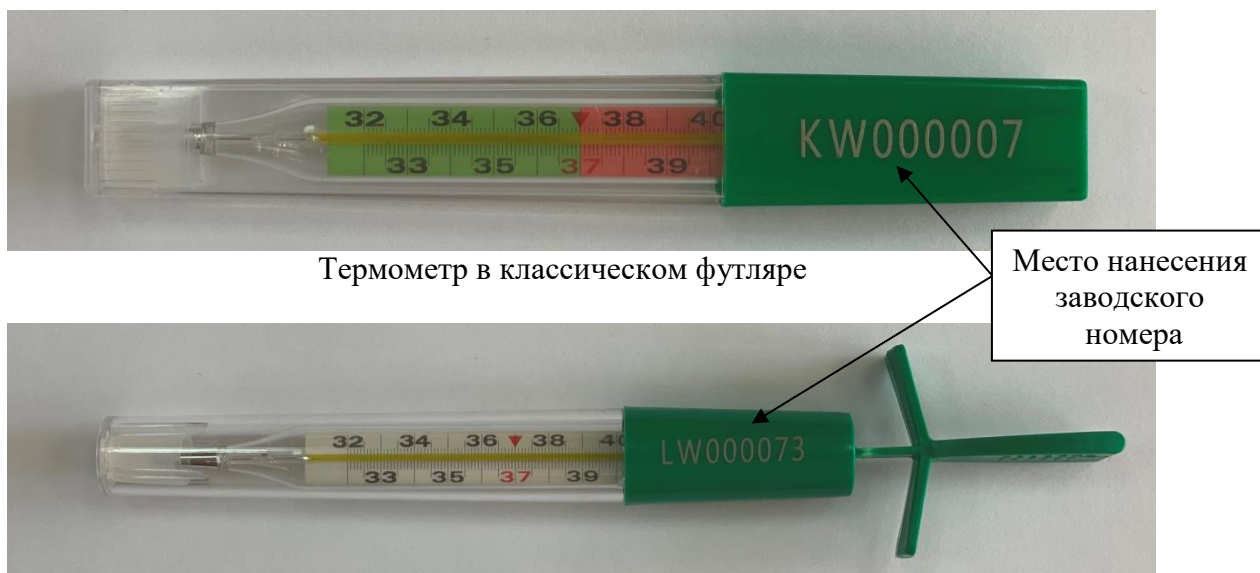 32 34 36 38 40
33 35 37 39
KW000007
Термометр в классическом футляре
Место нанесения
заводского
номера
32 34 36 38 40
33 35 37 39
LW000073